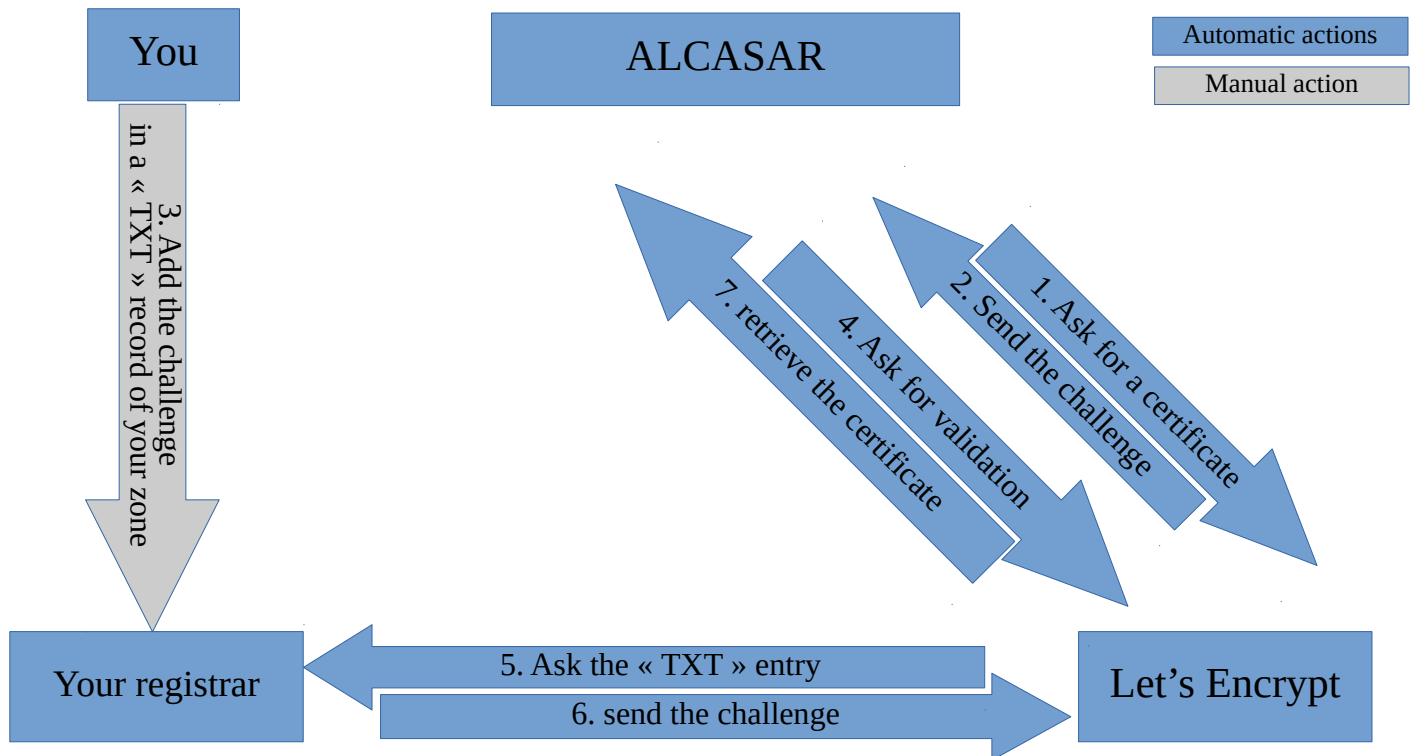 You
ALCASAR
Automatic actions
Manual action
3. Add the challenge
in a « TXT » record of your zone
1. Ask for a certificate
2. Send the challenge
4. Ask for validation
7. retrieve the certificate
Your registrar
5. Ask the « TXT » entry
6. send the challenge
Let’s Encrypt